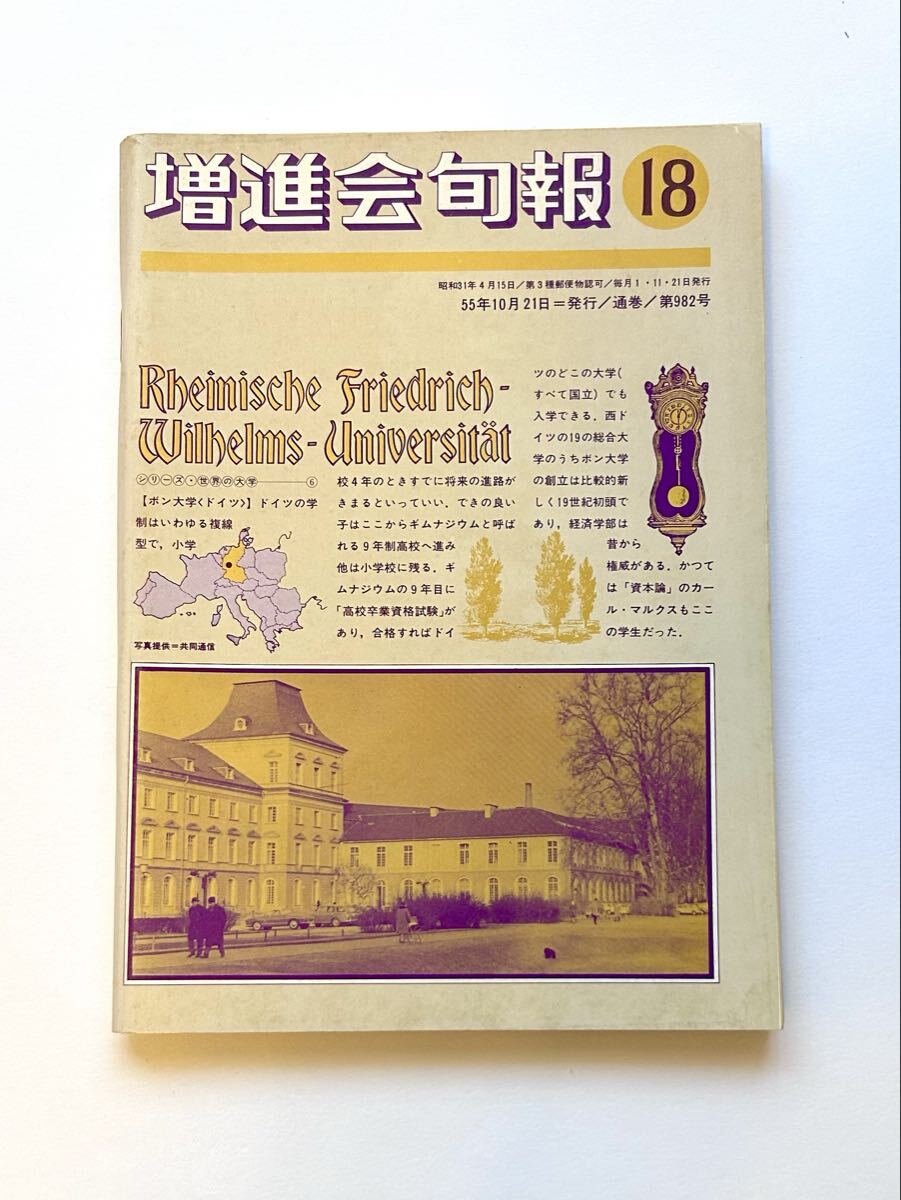 増進会旬報 18
昭和31年4月15日／第3種郵便物認可／毎月1・11・21日発行
55年10月21日＝発行／通巻／第982号
Rheinische Friedrich-
Wilhelms-Universität
シリーズ・世界の大学――⑥
【ボン大学〈ドイツ〉】ドイツの学
制はいわゆる複線
型で，小学
校4年のときすでに将来の進路が
きまるといっていい．できの良い
子はここからギムナジウムと呼ば
れる9年制高校へ進み
他は小学校に残る．ギ
ムナジウムの9年目に
「高校卒業資格試験」が
あり，合格すればドイ
ツのどこの大学(
すべて国立) でも
入学できる．西ド
イツの19の総合大
学のうちボン大学
の創立は比較的新
しく19世紀初頭で
あり，経済学部は
昔から
権威がある．かつて
は「資本論」のカー
ル・マルクスもここ
の学生だった．
写真提供＝共同通信